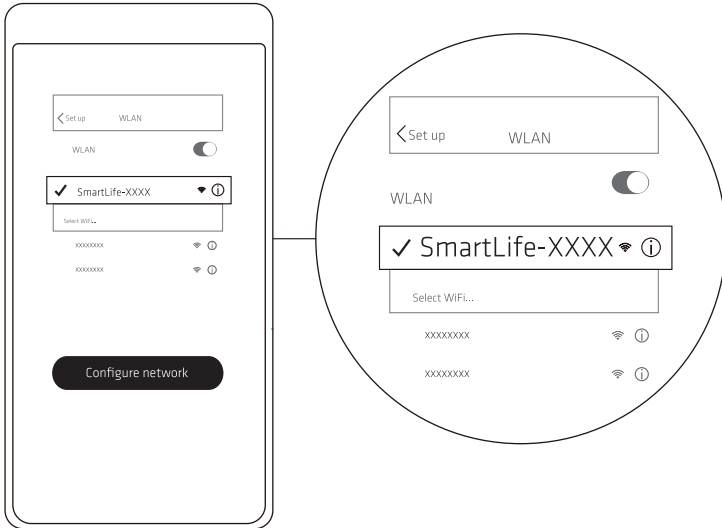 Set up WLAN
WLAN
SmartLife-XXXX
Select WiFi...
xxxxxxxx
xxxxxxxx
Configure network
Set up WLAN
WLAN
SmartLife-XXXX
Select WiFi...
xxxxxxxx
xxxxxxxx